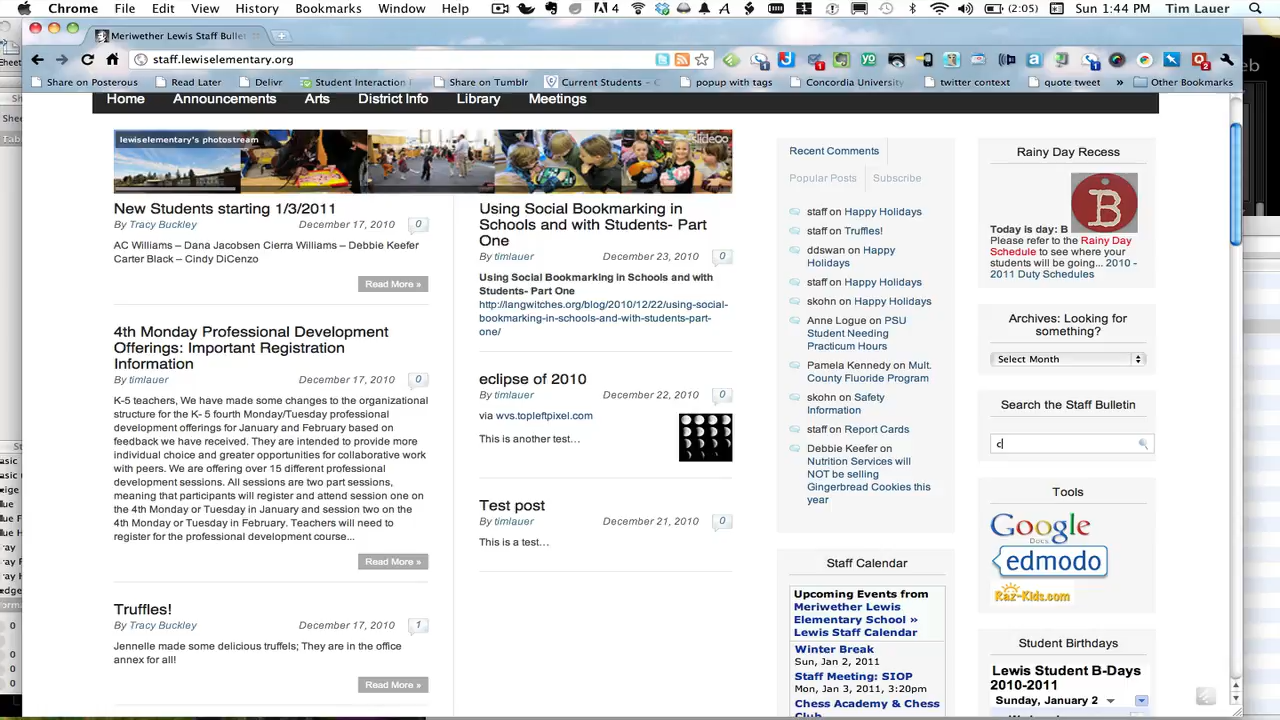 Chrome File Edit View History Bookmarks Window Help
4
(2:05)
Sun 1:44 PM Tim Lauer
Meriwether Lewis Staff Bulle
staff.lewiselementary.org
Share on Posterous
Read Later
Delivr
Student Interaction
Share on Tumblr
Current Students – C
popup with tags
Concordia University
twitter context
quote tweet
»
Other Bookmarks
Home Announcements Arts District Info Library Meetings
lewiselementary's photostream
slide
New Students starting 1/3/2011
By Tracy Buckley December 17, 2010 0
AC Williams – Dana Jacobsen Cierra Williams – Debbie Keefer
Carter Black – Cindy DiCenzo
Read More »
4th Monday Professional Development
Offerings: Important Registration
Information
By timlauer December 17, 2010 0
K-5 teachers, We have made some changes to the organizational
structure for the K- 5 fourth Monday/Tuesday professional
development offerings for January and February based on
feedback we have received. They are intended to provide more
individual choice and greater opportunities for collaborative work
with peers. We are offering over 15 different professional
development sessions. All sessions are two part sessions,
meaning that participants will register and attend session one on
the 4th Monday or Tuesday in January and session two on the
4th Monday or Tuesday in February. Teachers will need to
register for the professional development course...
Read More »
Truffles!
By Tracy Buckley December 17, 2010 1
Jennelle made some delicious truffels; They are in the office
annex for all!
Read More »
Using Social Bookmarking in
Schools and with Students- Part
One
By timlauer December 23, 2010 0
Using Social Bookmarking in Schools and with
Students- Part One
http://langwitches.org/blog/2010/12/22/using-social-
bookmarking-in-schools-and-with-students-part-
one/
eclipse of 2010
By timlauer December 22, 2010 0
via wvs.topleftpixel.com
This is another test…
Test post
By timlauer December 21, 2010 0
This is a test…
Recent Comments
Popular Posts Subscribe
staff on Happy Holidays
staff on Truffles!
ddswan on Happy
Holidays
staff on Happy Holidays
skohn on Happy Holidays
Anne Logue on PSU
Student Needing
Practicum Hours
Pamela Kennedy on Mult.
County Fluoride Program
skohn on Safety
Information
staff on Report Cards
Debbie Keefer on
Nutrition Services will
NOT be selling
Gingerbread Cookies this
year
Staff Calendar
Upcoming Events from
Meriwether Lewis
Elementary School »
Lewis Staff Calendar
Winter Break
Sun, Jan 2, 2011
Staff Meeting: SIOP
Mon, Jan 3, 2011, 3:20pm
Chess Academy & Chess
Club
Rainy Day Recess
B
Today is day: B
Please refer to the Rainy Day
Schedule to see where your
students will be going... 2010 -
2011 Duty Schedules
Archives: Looking for
something?
Select Month
Search the Staff Bulletin
c
Tools
Google
Docs
edmodo
Raz-Kids.com
Student Birthdays
Lewis Student B-Days
2010-2011
Sunday, January 2